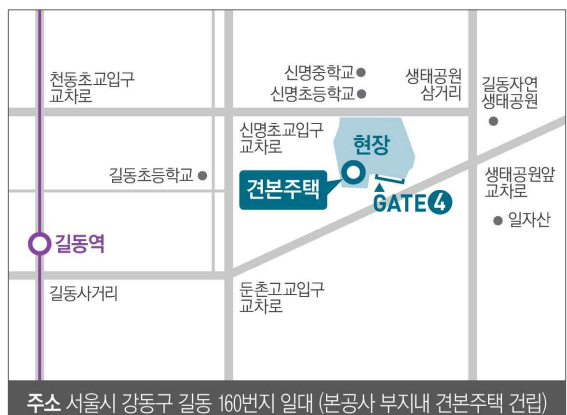 천동초교입구
교차로
신명중학교
신명초등학교
생태공원
삼거리
길동자연
생태공원
신명초교입구
교차로
현장
길동초등학교
견본주택
GATE 4
생태공원앞
교차로
일자산
길동역
길동사거리
둔촌고교입구
교차로
주소 서울시 강동구 길동 160번지 일대 (본공사 부지내 견본주택 건립)